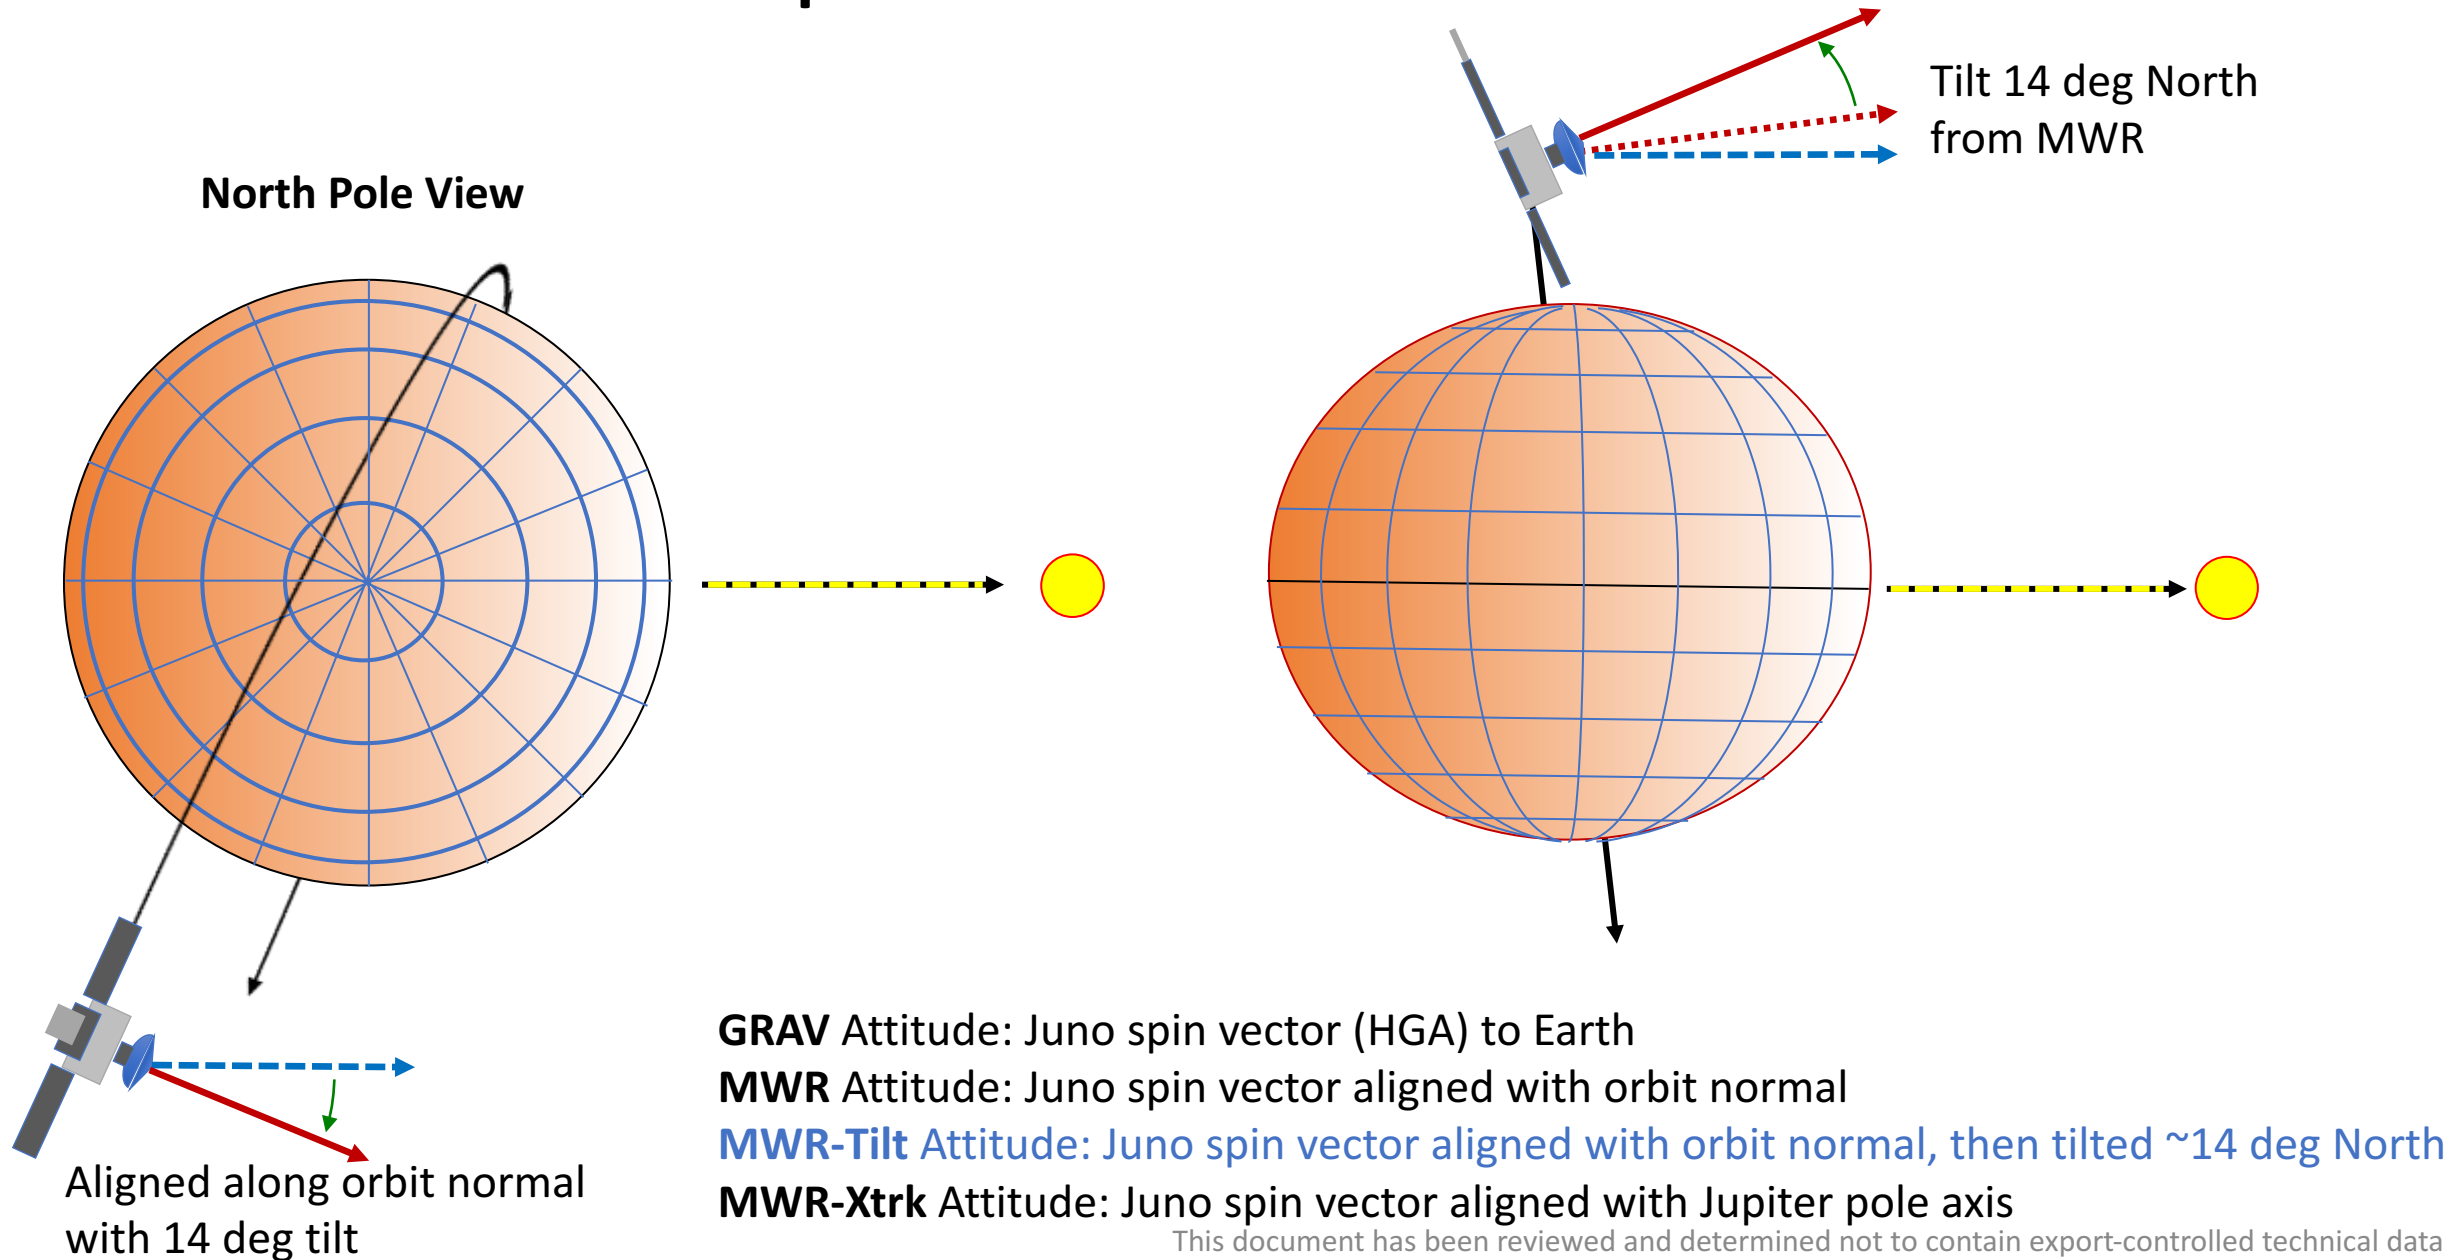 Tilt 14 deg North
from MWR
North Pole View
GRAV Attitude: Juno spin vector (HGA) to Earth
MWR Attitude: Juno spin vector aligned with orbit normal
MWR-Tilt Attitude: Juno spin vector aligned with orbit normal, then tilted ~14 deg North
MWR-Xtrk Attitude: Juno spin vector aligned with Jupiter pole axis
Aligned along orbit normal
with 14 deg tilt
This document has been reviewed and determined not to contain export-controlled technical data